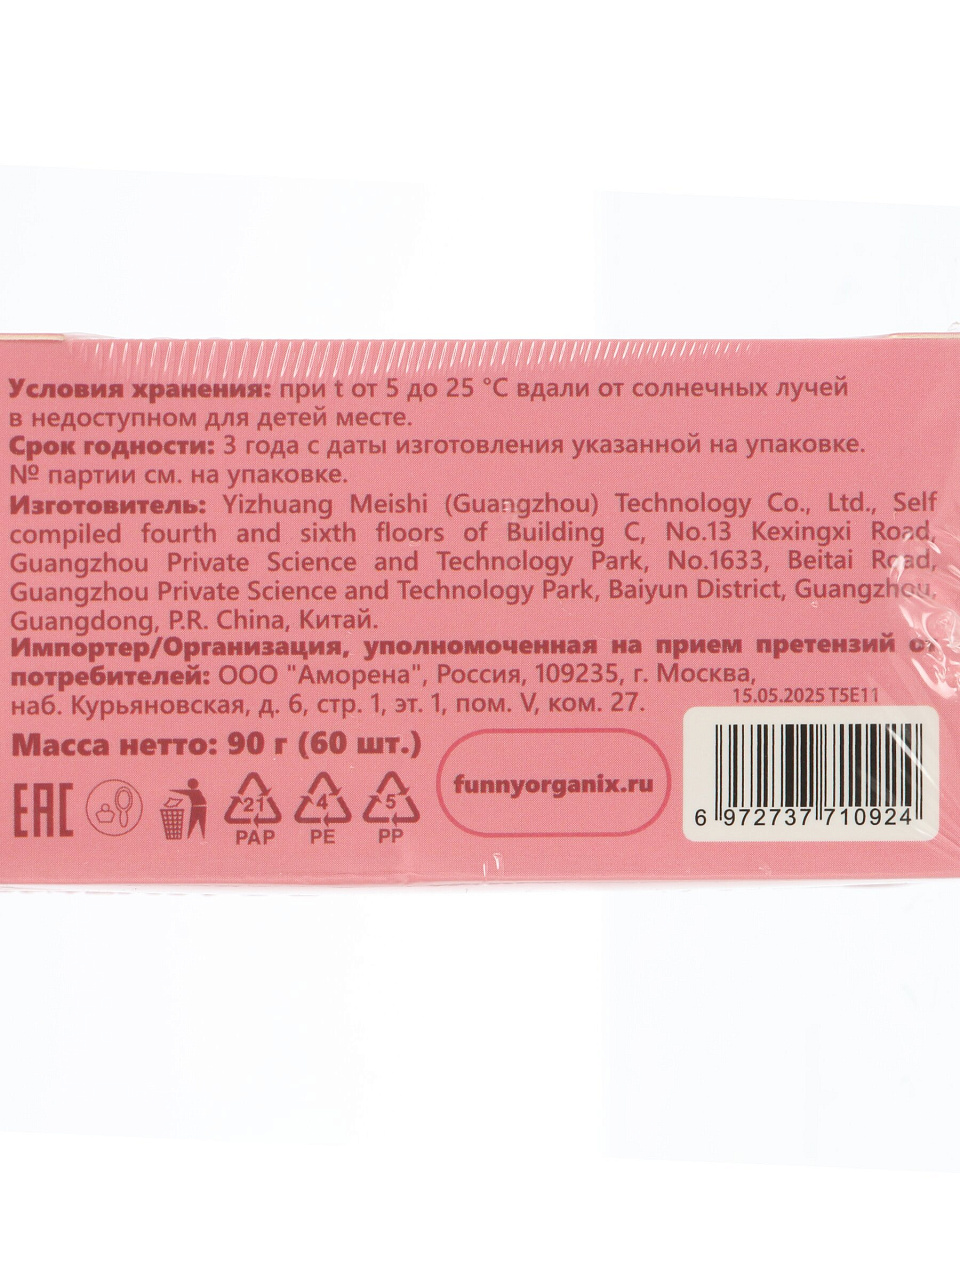 Условия хранения: при t от 5 до 25 °C вдали от солнечных лучей
в недоступном для детей месте.
Срок годности: 3 года с даты изготовления указанной на упаковке.
№ партии см. на упаковке.
Изготовитель: Yizhuang Meishi (Guangzhou) Technology Co., Ltd., Self
compiled fourth and sixth floors of Building C, No.13 Kexingxi Road,
Guangzhou Private Science and Technology Park, No.1633, Beitai Road,
Guangzhou Private Science and Technology Park, Baiyun District, Guangzhou,
Guangdong, P.R. China, Китай.
Импортер/Организация, уполномоченная на прием претензий от
потребителей: ООО "Аморена", Россия, 109235, г. Москва,
наб. Курьяновская, д. 6, стр. 1, эт. 1, пом. V, ком. 27.
15.05.2025 T5E11
Масса нетто: 90 г (60 шт.)
funnyorganix.ru
EAC
21
PAP
4
PE
5
PP
6 972737 710924